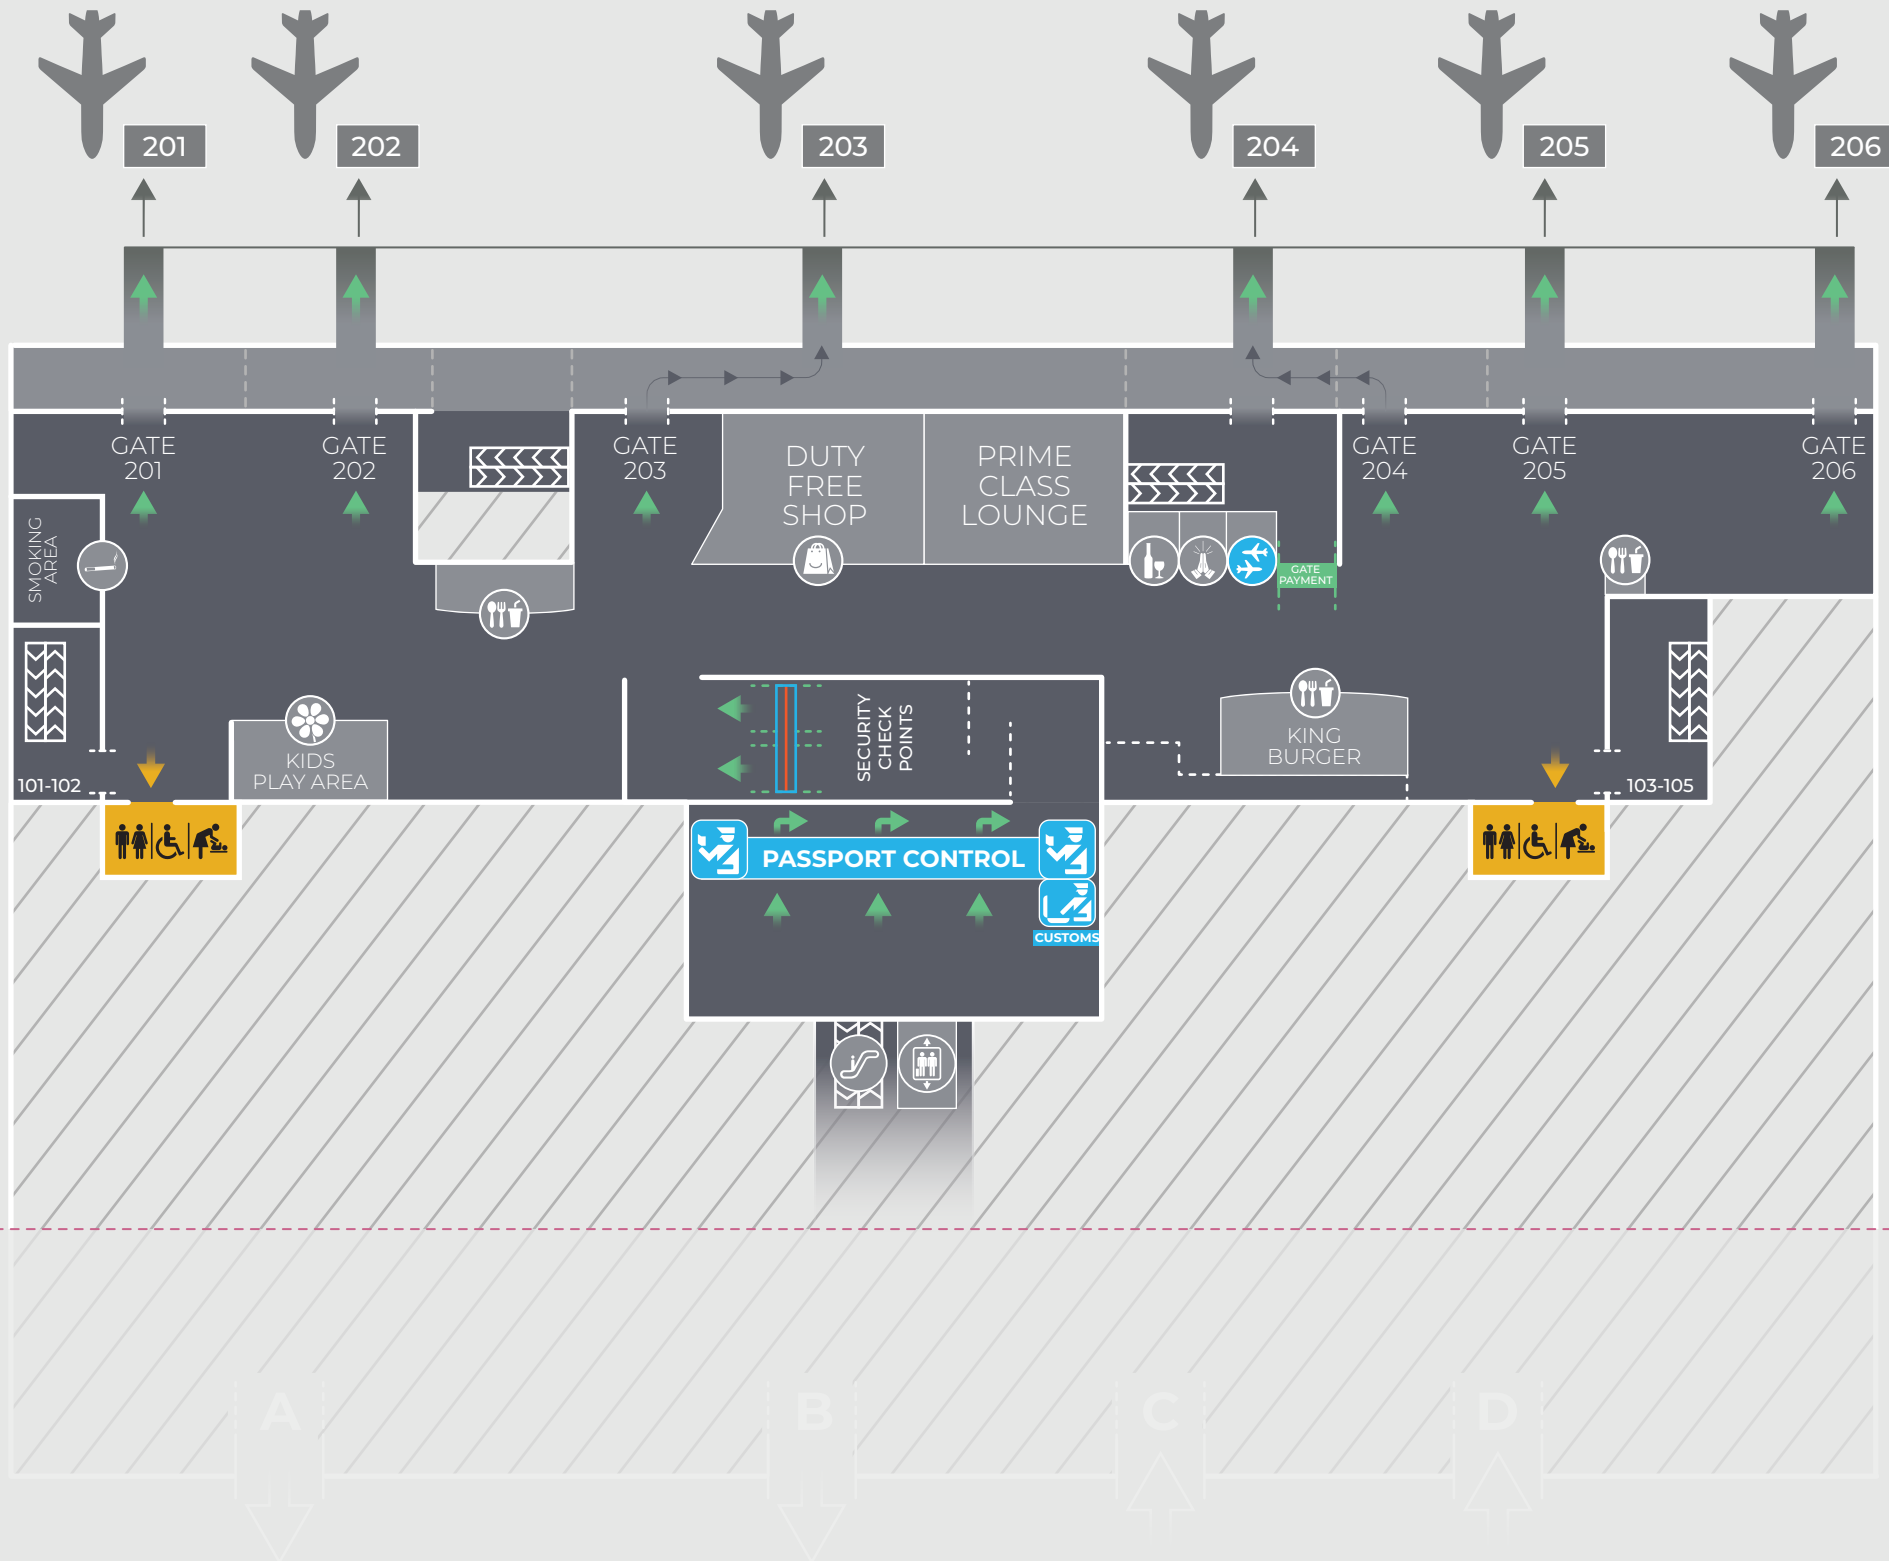 201
202
203
204
205
206
GATE
201
GATE
202
GATE
203
DUTY
FREE
SHOP
PRIME
CLASS
LOUNGE
GATE
204
GATE
205
GATE
206
SMOKING
AREA
GATE
PAYMENT
SECURITY
CHECK
POINTS
KIDS
PLAY AREA
KING
BURGER
101-102
103-105
PASSPORT CONTROL
CUSTOMS
A
B
C
D